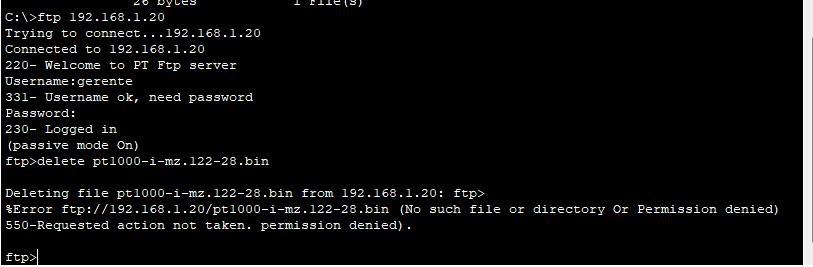 26 bytes 1 File(s)
C:\>ftp 192.168.1.20
Trying to connect...192.168.1.20
Connected to 192.168.1.20
220- Welcome to PT Ftp server
Username:gerente
331- Username ok, need password
Password:
230- Logged in
(passive mode On)
ftp>delete pt1000-i-mz.122-28.bin
Deleting file pt1000-i-mz.122-28.bin from 192.168.1.20: ftp>
%Error ftp://192.168.1.20/pt1000-i-mz.122-28.bin (No such file or directory Or Permission denied)
550-Requested action not taken. permission denied).
ftp>